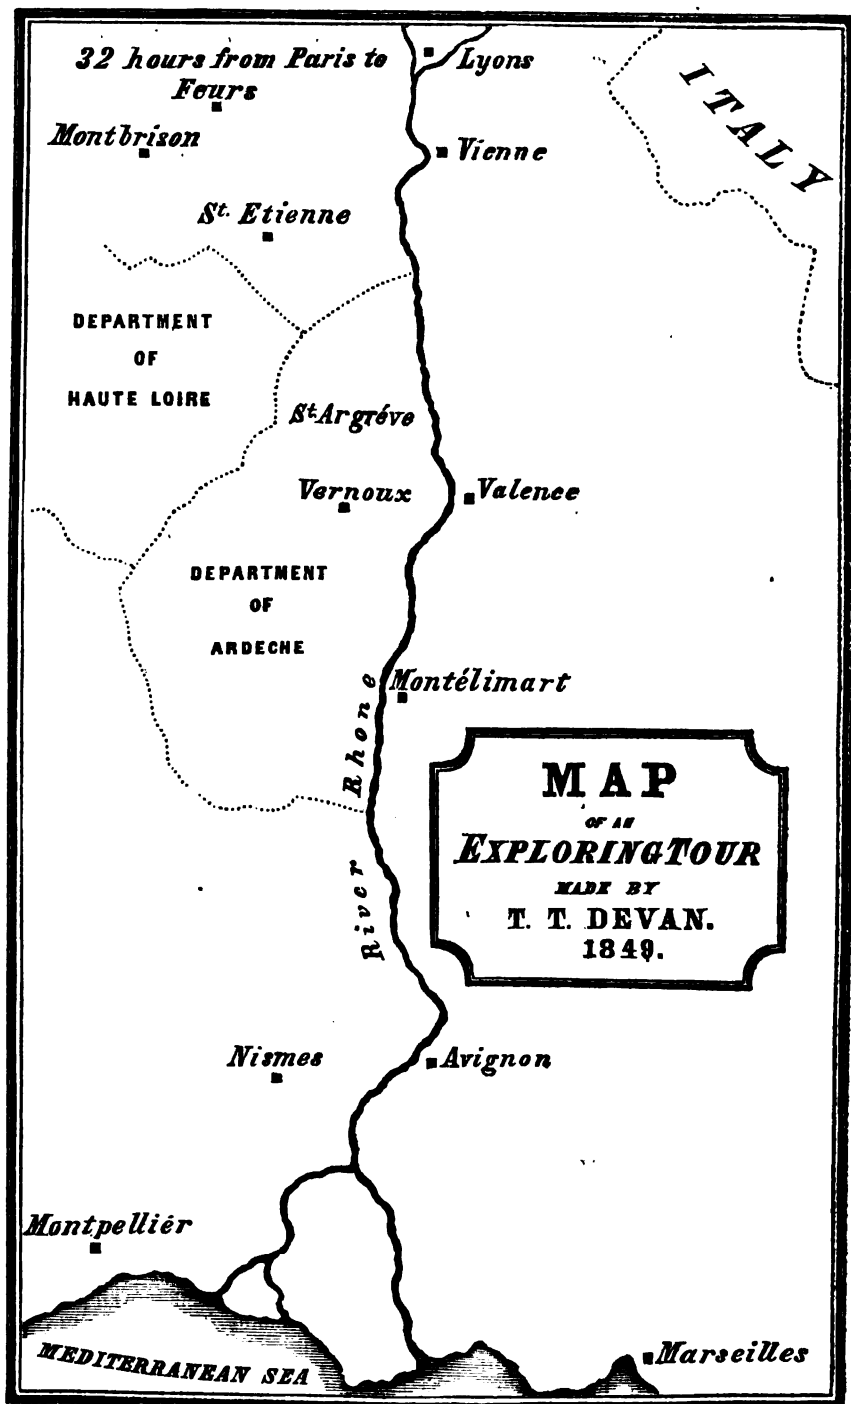 32 hours from Paris to
Feurs
Lyons
ITALY
Montbrison
Vienne
St. Etienne
DEPARTMENT
OF
HAUTE LOIRE
St Argréve
Vernoux
Valence
DEPARTMENT
OF
ARDECHE
Montélimart
River Rhone
MAP
OF AN
EXPLORING TOUR
MADE BY
T. T. DEVAN.
1849.
Nismes
Avignon
Montpelliér
MEDITERRANEAN SEA
Marseilles